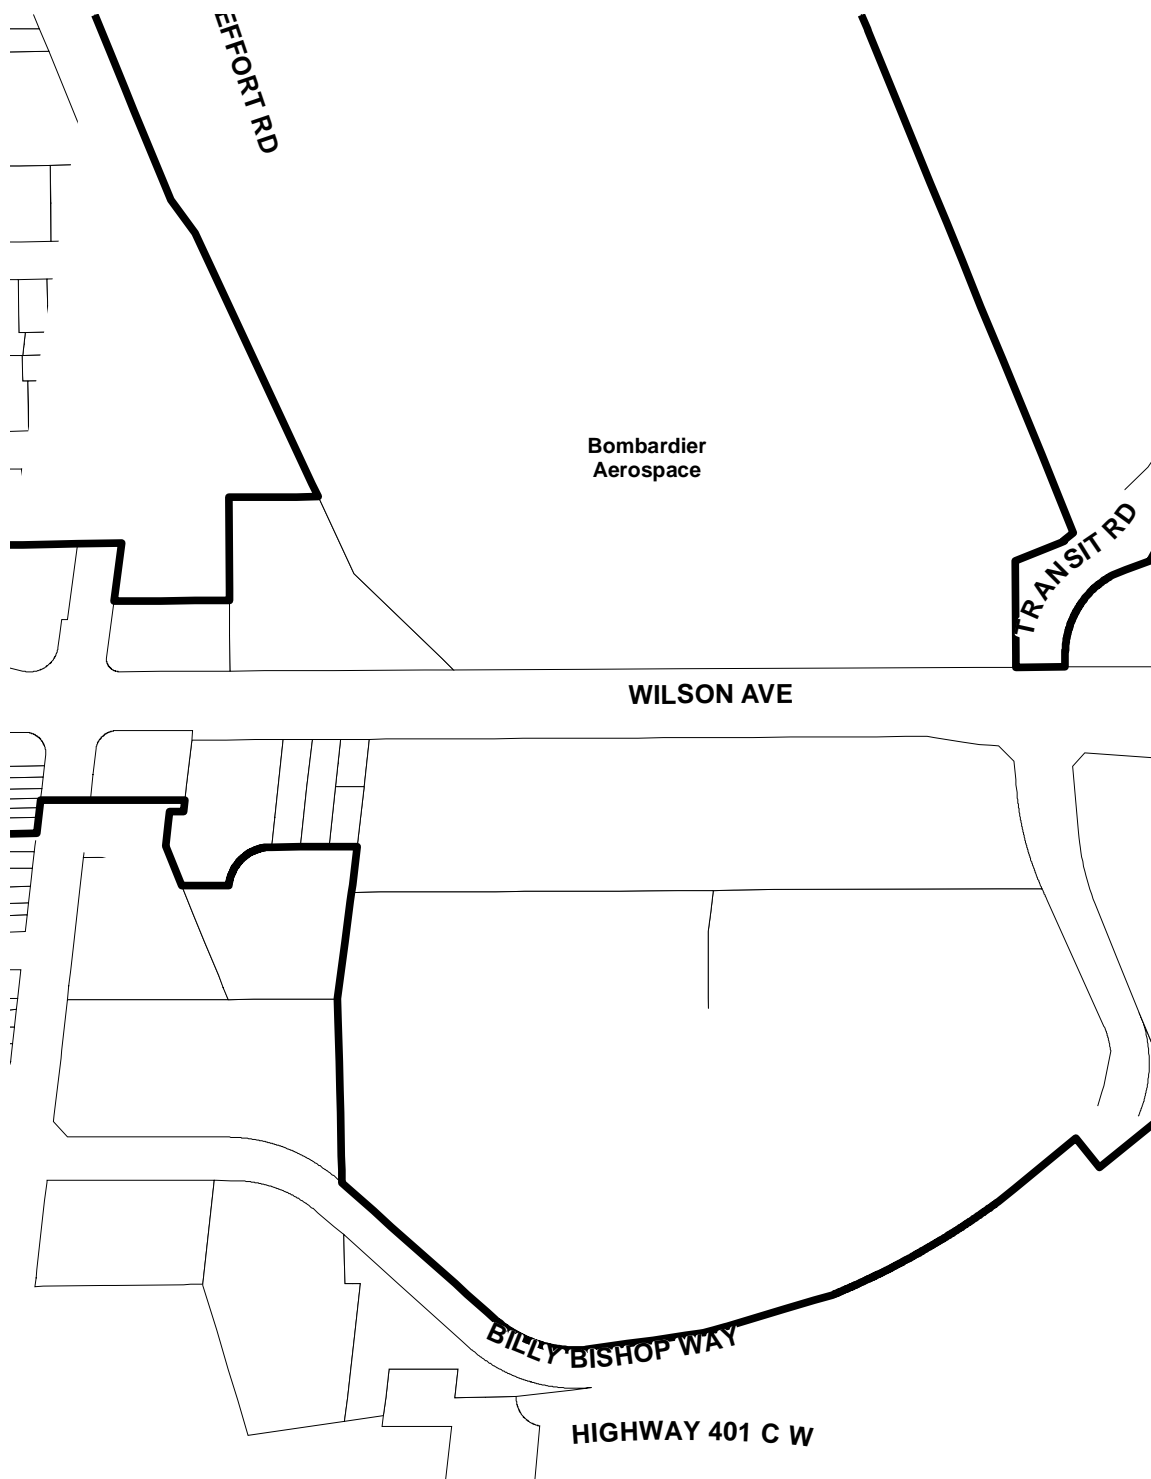 EFFORT RD
Bombardier
Aerospace
TRANSIT RD
WILSON AVE
BILLY BISHOP WAY
HIGHWAY 401 C W